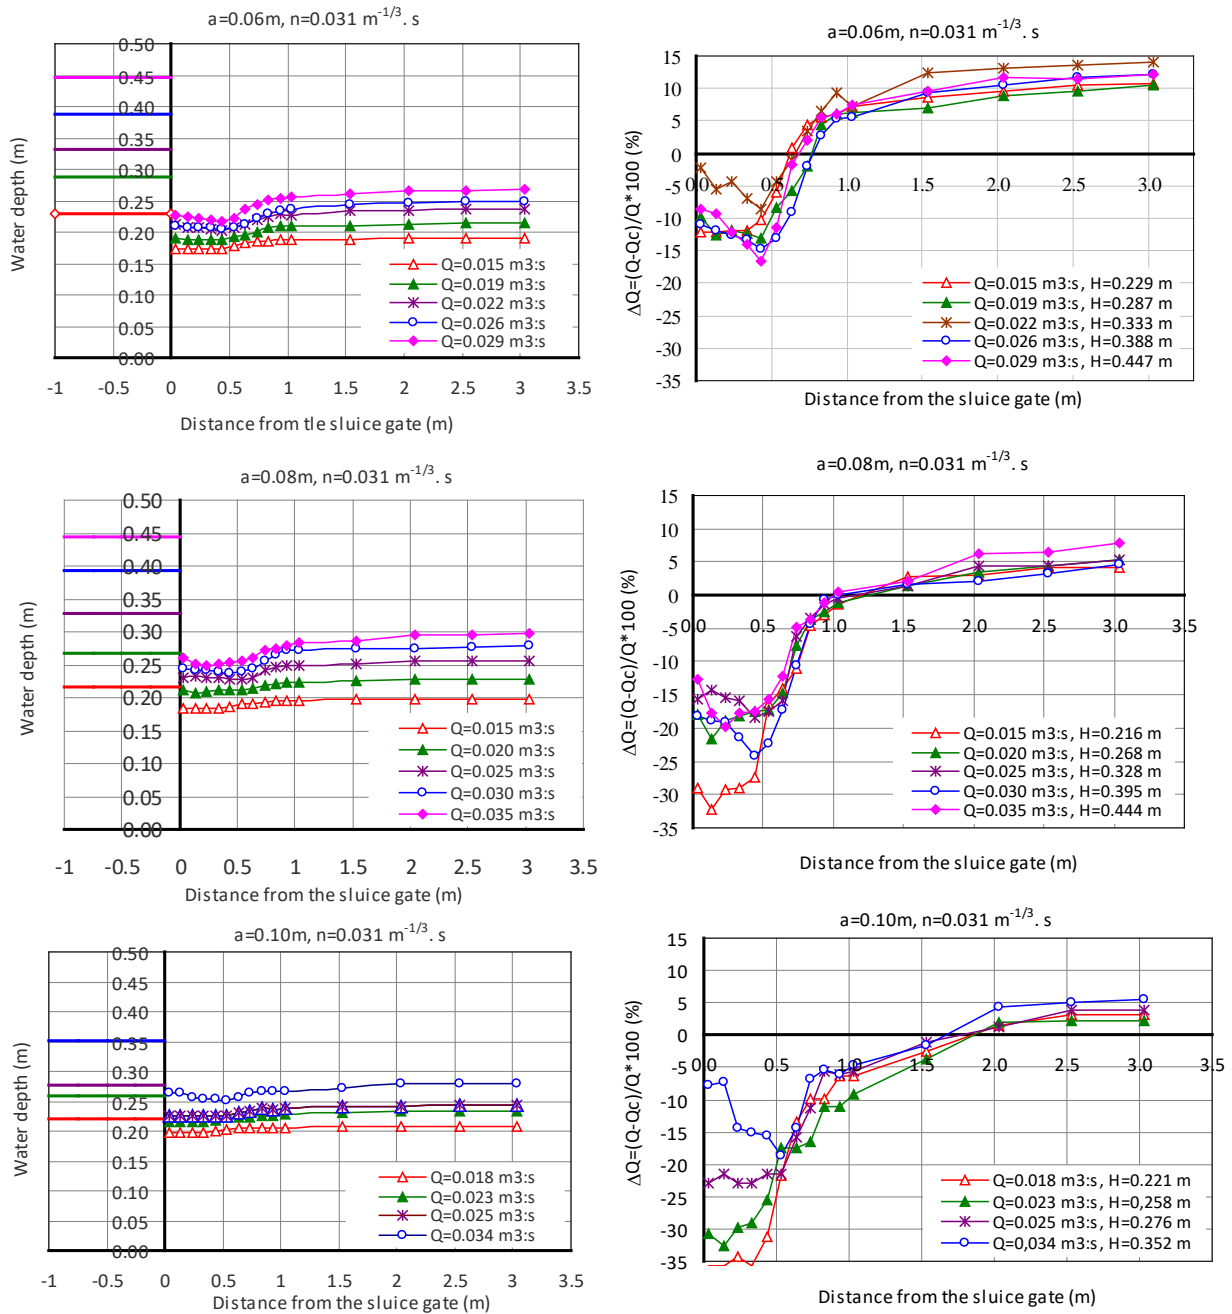 a=0.06m, n=0.031 m-1/3. s
0.50
0.45
0.40
0.35
0.30
0.25
0.20
0.15
0.10
0.05
0.00
-1 -0.5 0 0.5 1 1.5 2 2.5 3 3.5
Water depth (m)
Distance from tle sluice gate (m)
Q=0.015 m3:s
Q=0.019 m3:s
Q=0.022 m3:s
Q=0.026 m3:s
Q=0.029 m3:s
a=0.06m, n=0.031 m-1/3. s
15
10
5
0
-5
-10
-15
-20
-25
-30
-35
0.0 0.5 1.0 1.5 2.0 2.5 3.0
ΔQ=(Q-Qc)/Q*100 (%)
Distance from the sluice gate (m)
Q=0.015 m3:s, H=0.229 m
Q=0.019 m3:s, H=0.287 m
Q=0.022 m3:s, H=0.333 m
Q=0.026 m3:s, H=0.388 m
Q=0.029 m3:s, H=0.447 m
a=0.08m, n=0.031 m-1/3. s
0.50
0.45
0.40
0.35
0.30
0.25
0.20
0.15
0.10
0.05
0.00
-1 -0.5 0 0.5 1 1.5 2 2.5 3 3.5
Water depth (m)
Distance from the sluice gate (m)
Q=0.015 m3:s
Q=0.020 m3:s
Q=0.025 m3:s
Q=0.030 m3:s
Q=0.035 m3:s
a=0.08m, n=0.031 m-1/3. s
15
10
5
0
-5
-10
-15
-20
-25
-30
-35
0.0 0.5 1.0 1.5 2.0 2.5 3.0 3.5
ΔQ=(Q-Qc)/Q*100 (%)
Distance from the sluice gate (m)
Q=0.015 m3:s, H=0.216 m
Q=0.020 m3:s, H=0.268 m
Q=0.025 m3:s, H=0.328 m
Q=0.030 m3:s, H=0.395 m
Q=0.035 m3:s, H=0.444 m
a=0.10m, n=0.031 m-1/3. s
0.50
0.45
0.40
0.35
0.30
0.25
0.20
0.15
0.10
0.05
0.00
-1 -0.5 0 0.5 1 1.5 2 2.5 3 3.5
Water depth (m)
Distance from the sluice gate (m)
Q=0.018 m3:s
Q=0.023 m3:s
Q=0.025 m3:s
Q=0.034 m3:s
a=0.10m, n=0.031 m-1/3. s
15
10
5
0
-5
-10
-15
-20
-25
-30
-35
0.0 0.5 1.0 1.5 2.0 2.5 3.0 3.5
ΔQ=(Q-Qc)/Q*100 (%)
Distance from the sluice gate (m)
Q=0.018 m3:s, H=0.221 m
Q=0.023 m3:s, H=0,258 m
Q=0.025 m3:s, H=0.276 m
Q=0,034 m3:s, H=0.352 m